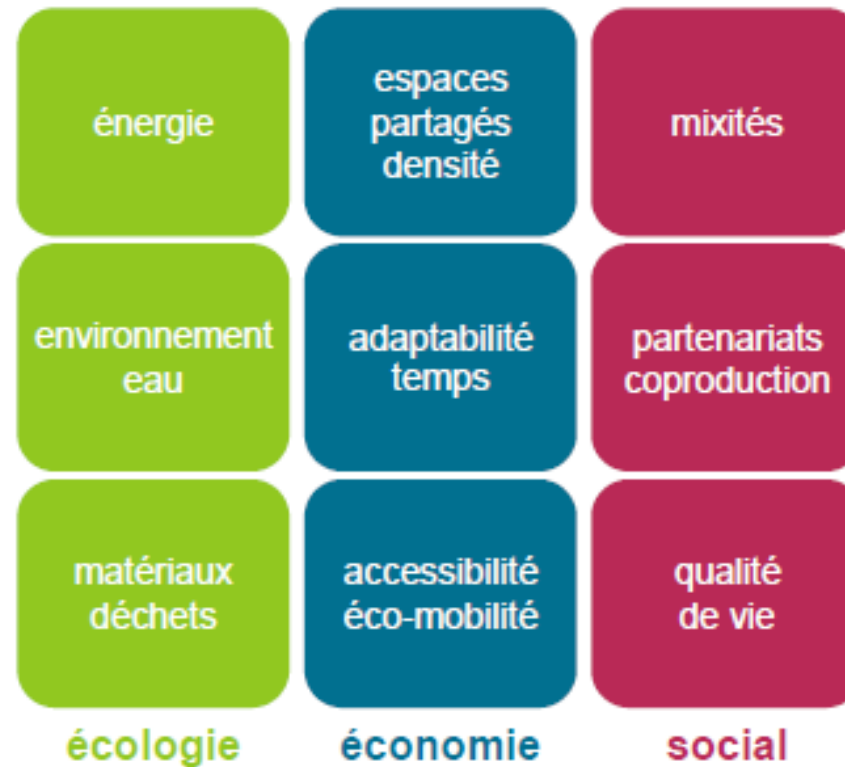 énergie
espaces
partagés
densité
mixités
environnement
eau
adaptabilité
temps
partenariats
coproduction
matériaux
déchets
accessibilité
éco-mobilité
qualité
de vie
écologie
économie
social